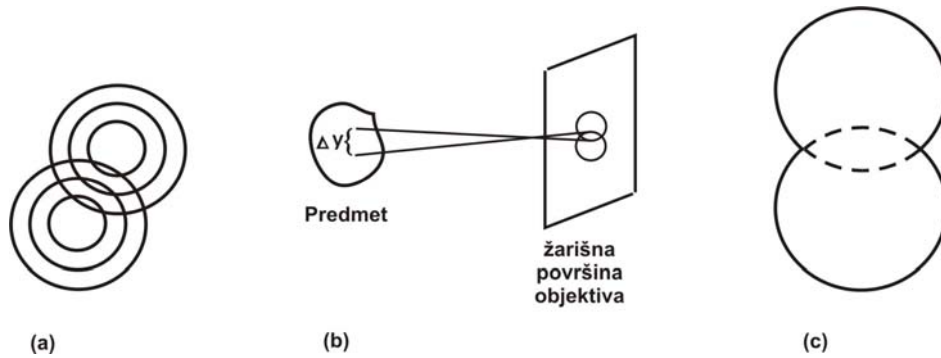 Δ y{
Predmet
žarišna
površina
objektiva
(a)
(b)
(c)